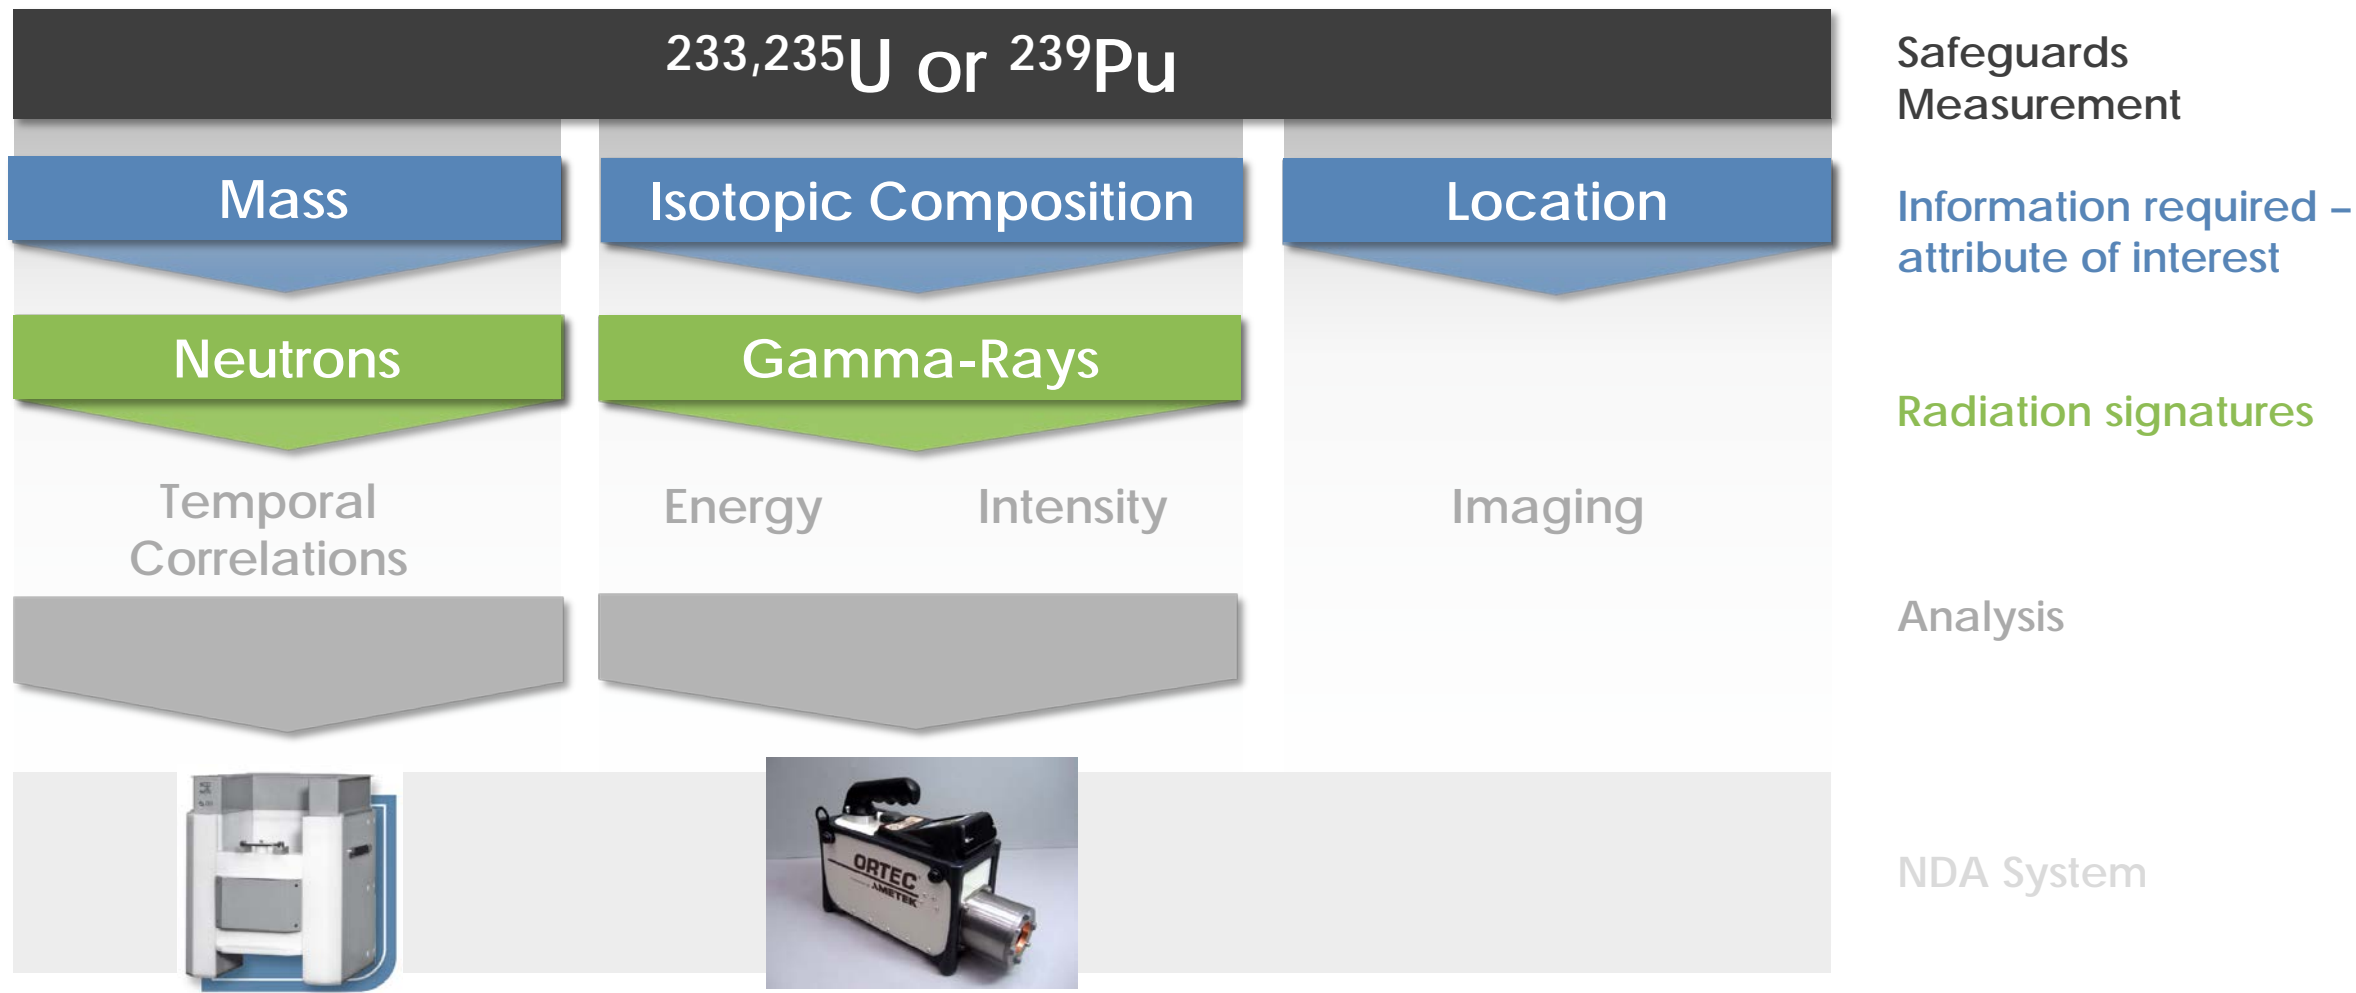 ²³³,²³⁵U or ²³⁹Pu
Safeguards
Measurement
Mass
Isotopic Composition
Location
Information required –
attribute of interest
Neutrons
Gamma-Rays
Radiation signatures
Temporal
Correlations
Energy
Intensity
Imaging
Analysis
ORTEC
AMETEK
NDA System